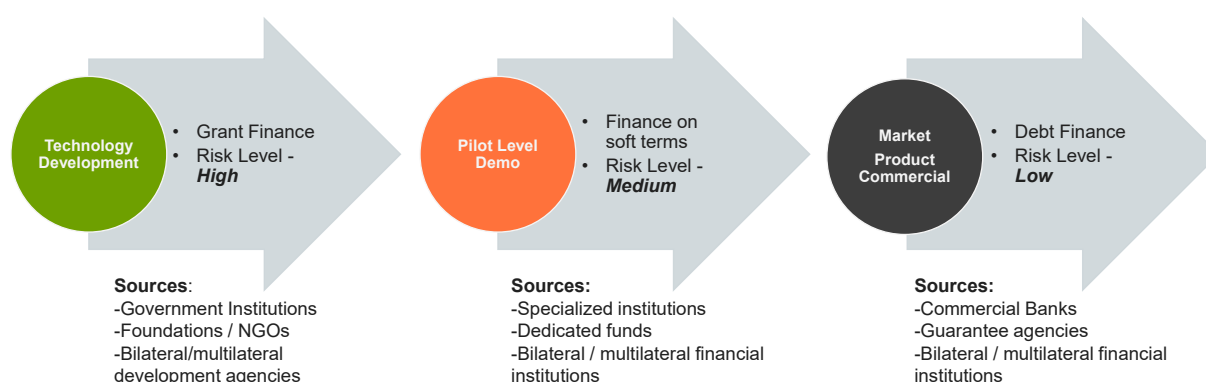 Technology
Development
• Grant Finance
• Risk Level -
High
Sources:
-Government Institutions
-Foundations / NGOs
-Bilateral/multilateral
development agencies
Pilot Level
Demo
• Finance on
soft terms
• Risk Level -
Medium
Sources:
-Specialized institutions
-Dedicated funds
-Bilateral / multilateral financial
institutions
Market
Product
Commercial
• Debt Finance
• Risk Level -
Low
Sources:
-Commercial Banks
-Guarantee agencies
-Bilateral / multilateral financial
institutions